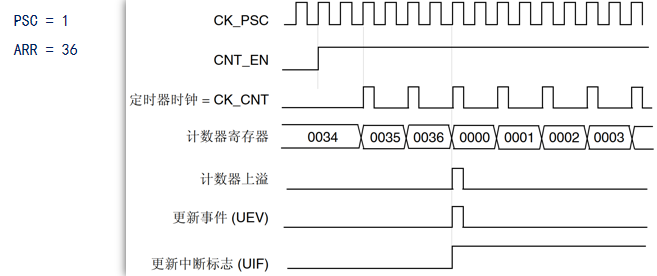 PSC = 1
ARR = 36
CK_PSC
CNT_EN
定时器时钟 = CK_CNT
计数器寄存器 0034 0035 0036 0000 0001 0002 0003
计数器上溢
更新事件 (UEV)
更新中断标志 (UIF)